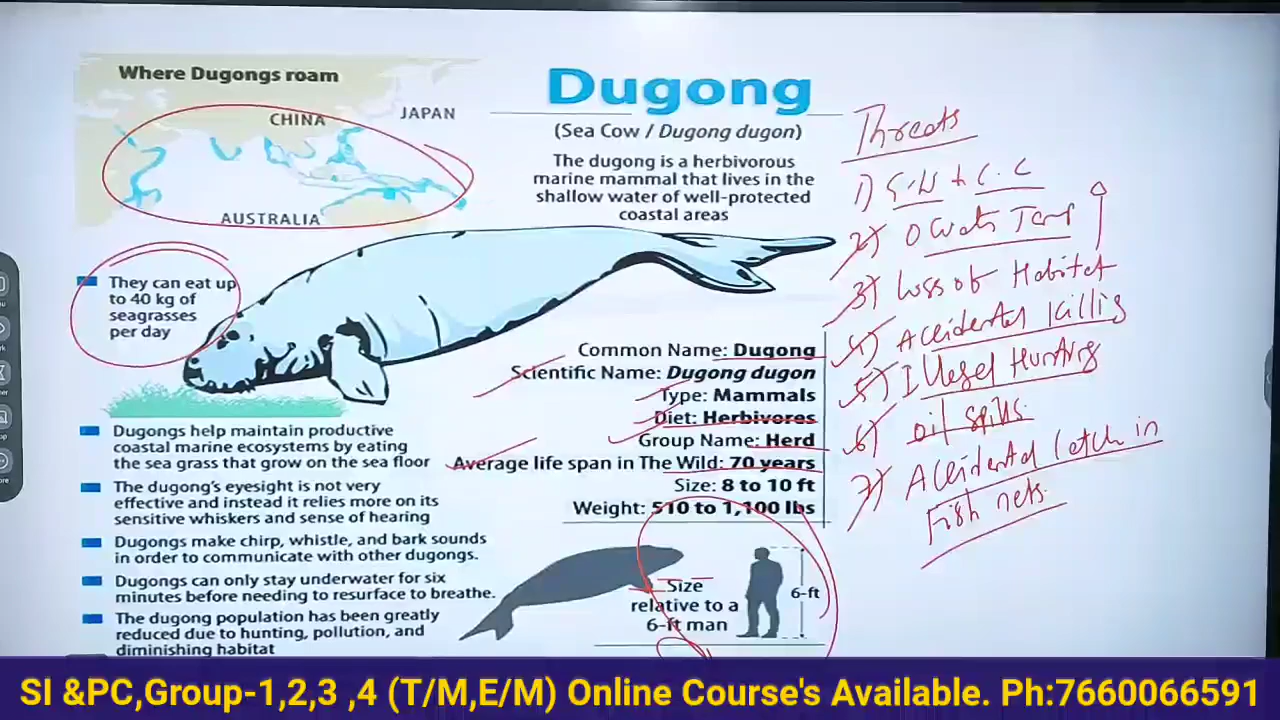 Where Dugongs roam
CHINA
JAPAN
AUSTRALIA
Dugong
(Sea Cow / Dugong dugon)
The dugong is a herbivorous
marine mammal that lives in the
shallow water of well-protected
coastal areas
They can eat up
to 40 kg of
seagrasses
per day
Common Name: Dugong
Scientific Name: Dugong dugon
Type: Mammals
Diet: Herbivores
Group Name: Herd
Average life span in The Wild: 70 years
Size: 8 to 10 ft
Weight: 510 to 1,100 lbs
Dugongs help maintain productive
coastal marine ecosystems by eating
the sea grass that grow on the sea floor
The dugong's eyesight is not very
effective and instead it relies more on its
sensitive whiskers and sense of hearing
Dugongs make chirp, whistle, and bark sounds
in order to communicate with other dugongs.
Dugongs can only stay underwater for six
minutes before needing to resurface to breathe.
The dugong population has been greatly
reduced due to hunting, pollution, and
diminishing habitat
Size
relative to a
6-ft man
6-ft
Threats
1) G.W + C.C
2) O Water Temp
3) Loss of Habitat
4) Accidental Killing
5) Illegal Hunting
6) oil spills.
7) Accidental Catch in
Fish nets.
SI &PC,Group-1,2,3 ,4 (T/M,E/M) Online Course's Available. Ph:7660066591